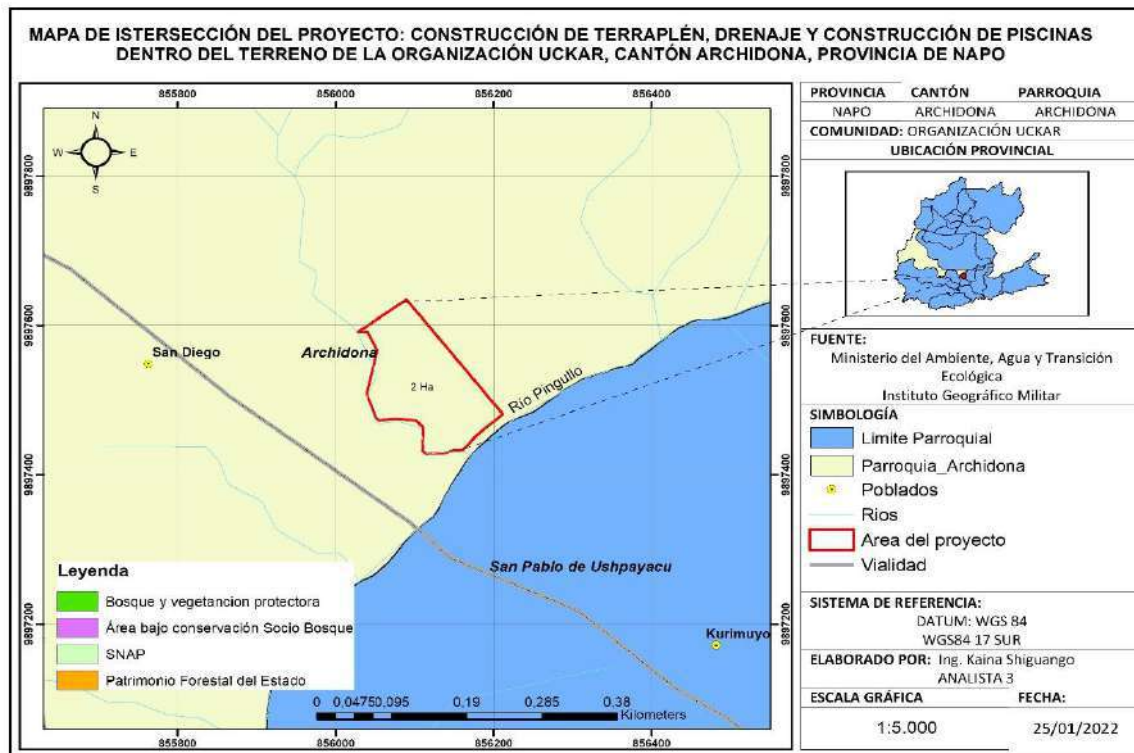 MAPA DE ISTERSECCIÓN DEL PROYECTO: CONSTRUCCIÓN DE TERRAPLÉN, DRENAJE Y CONSTRUCCIÓN DE PISCINAS
DENTRO DEL TERRENO DE LA ORGANIZACIÓN UCKAR, CANTÓN ARCHIDONA, PROVINCIA DE NAPO
855800 856000 856200 856400
N
W E
S
9897800 9897800
9897600 9897600
9897400 9897400
9897200 9897200
San Diego
Archidona
2 Ha
Río Pingullo
San Pablo de Ushpayacu
Kurimuyo
Leyenda
Bosque y vegetancion protectora
Área bajo conservación Socio Bosque
SNAP
Patrimonio Forestal del Estado
0 0,0475 0,095 0,19 0,285 0,38
Kilometers
855800 856000 856200 856400
PROVINCIA CANTÓN PARROQUIA
NAPO ARCHIDONA ARCHIDONA
COMUNIDAD: ORGANIZACIÓN UCKAR
UBICACIÓN PROVINCIAL
FUENTE:
Ministerio del Ambiente, Agua y Transición
Ecológica
Instituto Geográfico Militar
SIMBOLOGÍA
Limite Parroquial
Parroquia_Archidona
Poblados
Rios
Area del proyecto
Vialidad
SISTEMA DE REFERENCIA:
DATUM: WGS 84
WGS84 17 SUR
ELABORADO POR: Ing. Kaina Shiguango
ANALISTA 3
ESCALA GRÁFICA FECHA:
1:5.000 25/01/2022